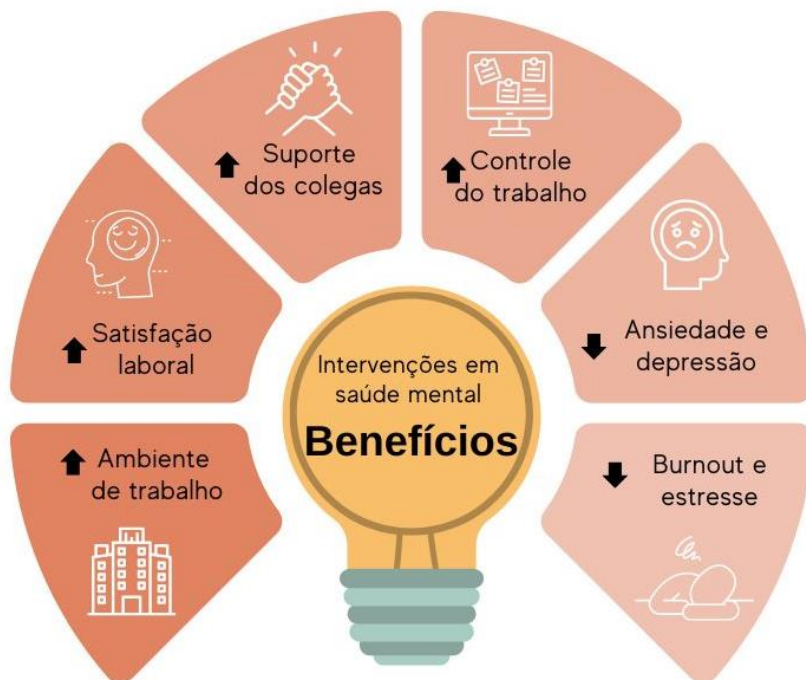 Intervenções em
saúde mental
Benefícios
Ambiente
de trabalho
Satisfação
laboral
Suporte
dos colegas
Controle
do trabalho
Ansiedade e
depressão
Burnout e
estresse